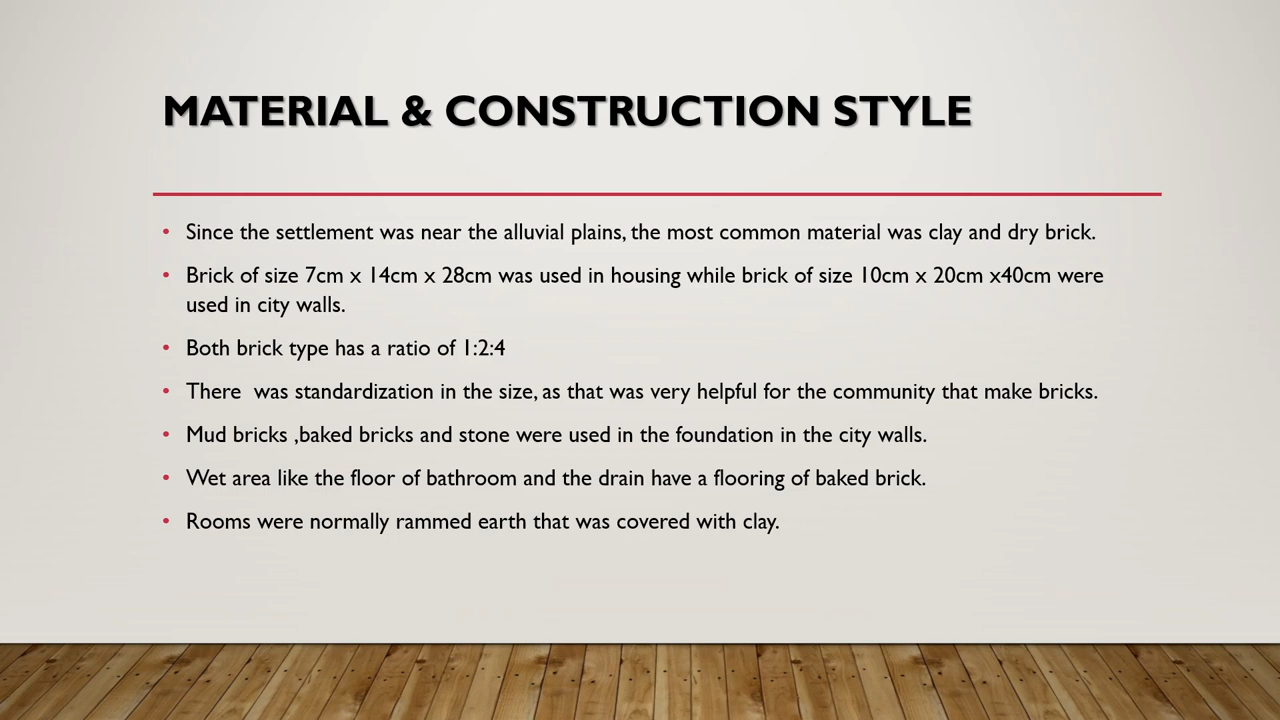 MATERIAL & CONSTRUCTION STYLE
• Since the settlement was near the alluvial plains, the most common material was clay and dry brick.
• Brick of size 7cm x 14cm x 28cm was used in housing while brick of size 10cm x 20cm x40cm were
used in city walls.
• Both brick type has a ratio of 1:2:4
• There  was standardization in the size, as that was very helpful for the community that make bricks.
• Mud bricks ,baked bricks and stone were used in the foundation in the city walls.
• Wet area like the floor of bathroom and the drain have a flooring of baked brick.
• Rooms were normally rammed earth that was covered with clay.